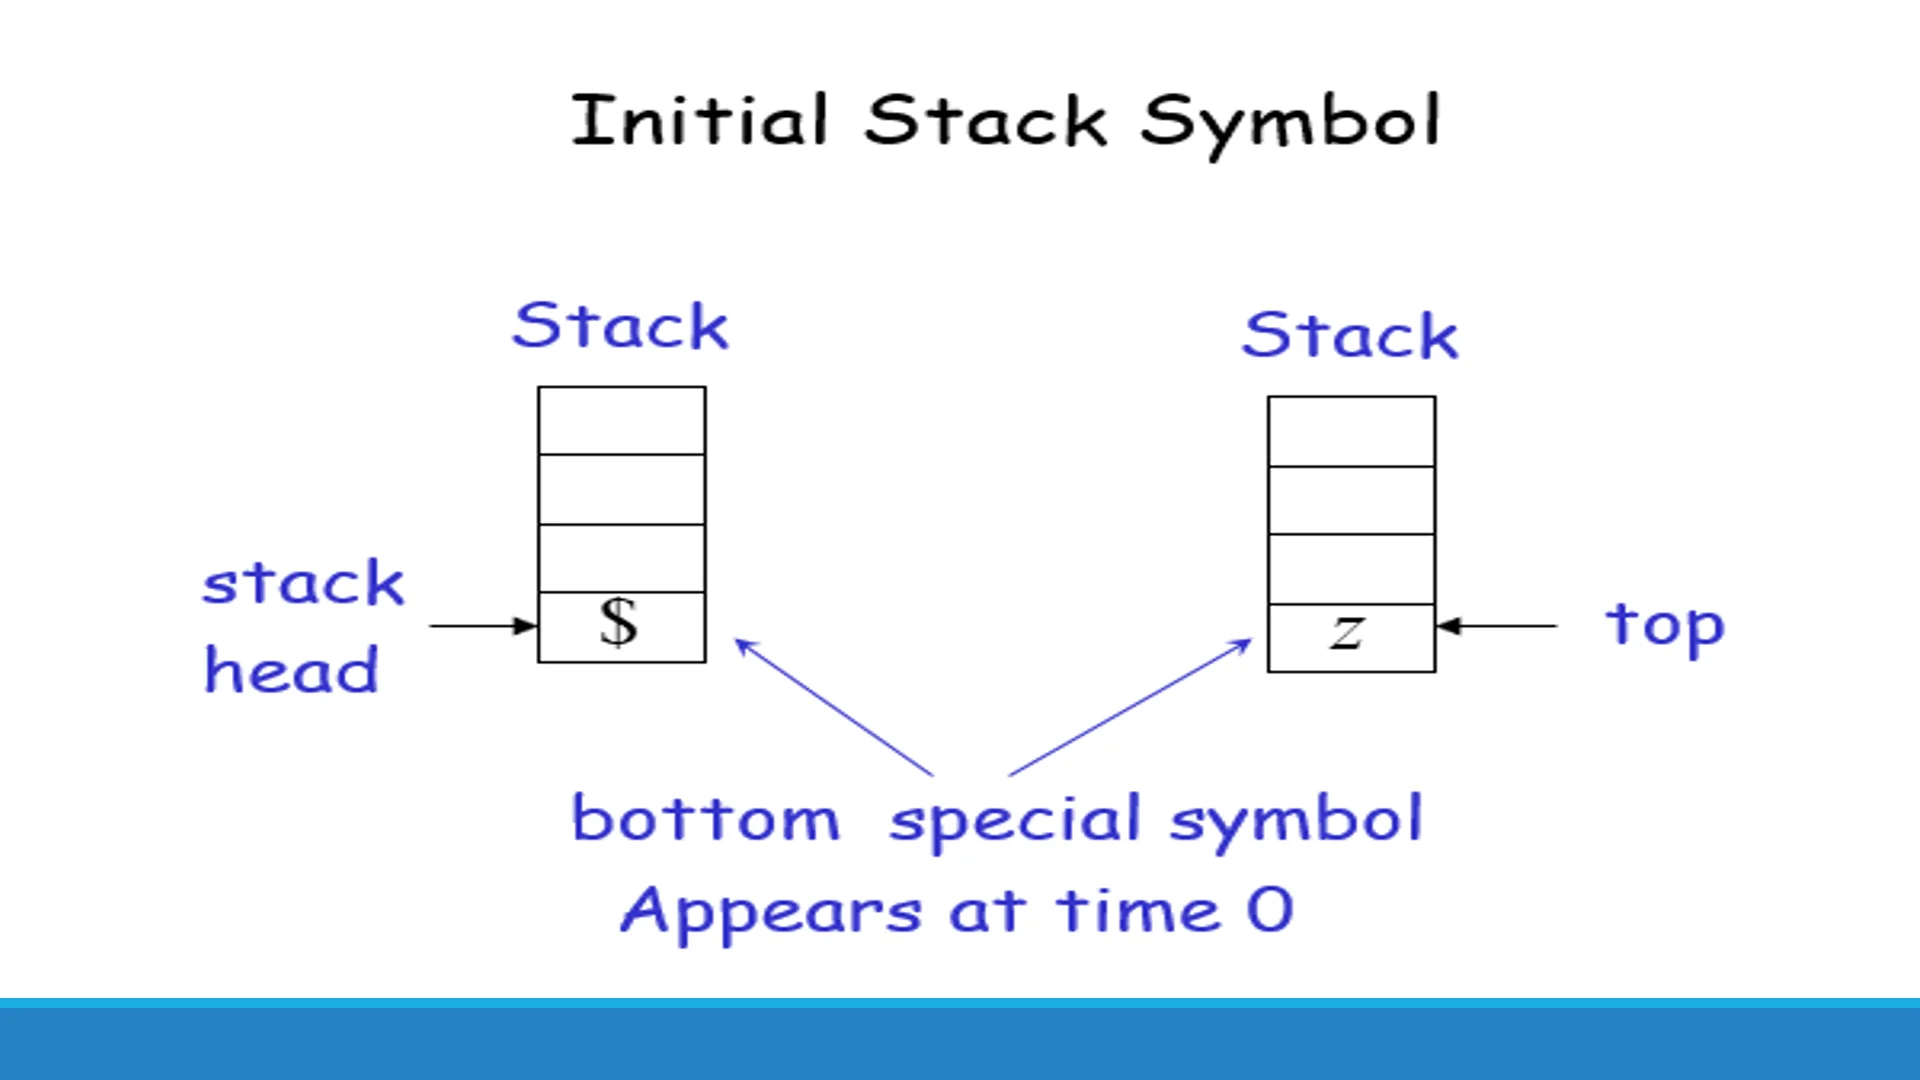 Initial Stack Symbol
Stack
Stack
stack
head
$
z
top
bottom special symbol
Appears at time 0